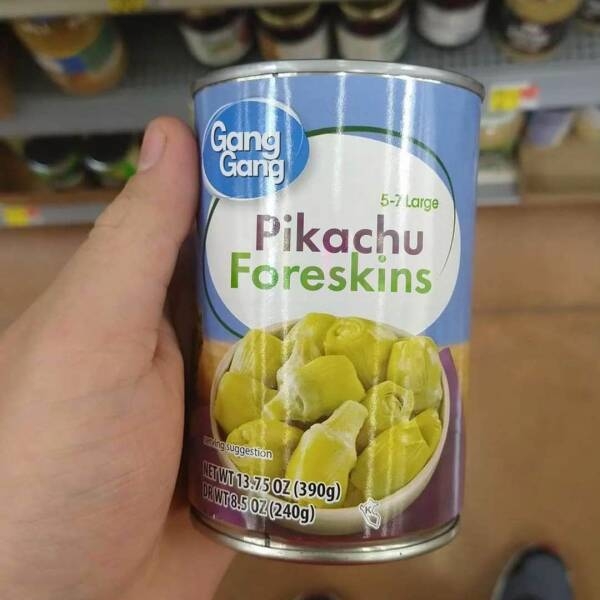 Gang
Gang
5-7 Large
Pikachu
Foreskins
suggestion
NET WT 13.75 OZ (390g)
DR WT 8.5 OZ (240g)
K